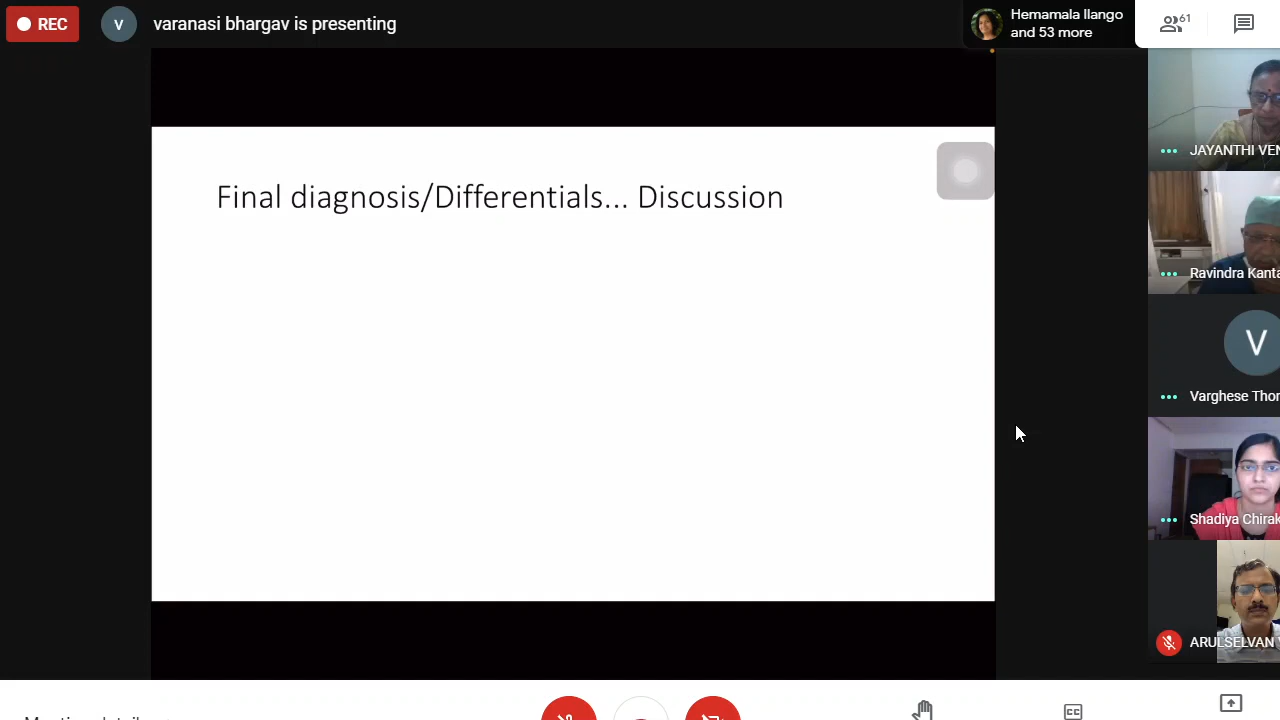 REC
V
varanasi bhargav is presenting
Hemamala Ilango
and 53 more
61
Final diagnosis/Differentials... Discussion
JAYANTHI VEN
Ravindra Kanta
V
Varghese Thor
Shadiya Chirak
ARULSELVAN V
CC